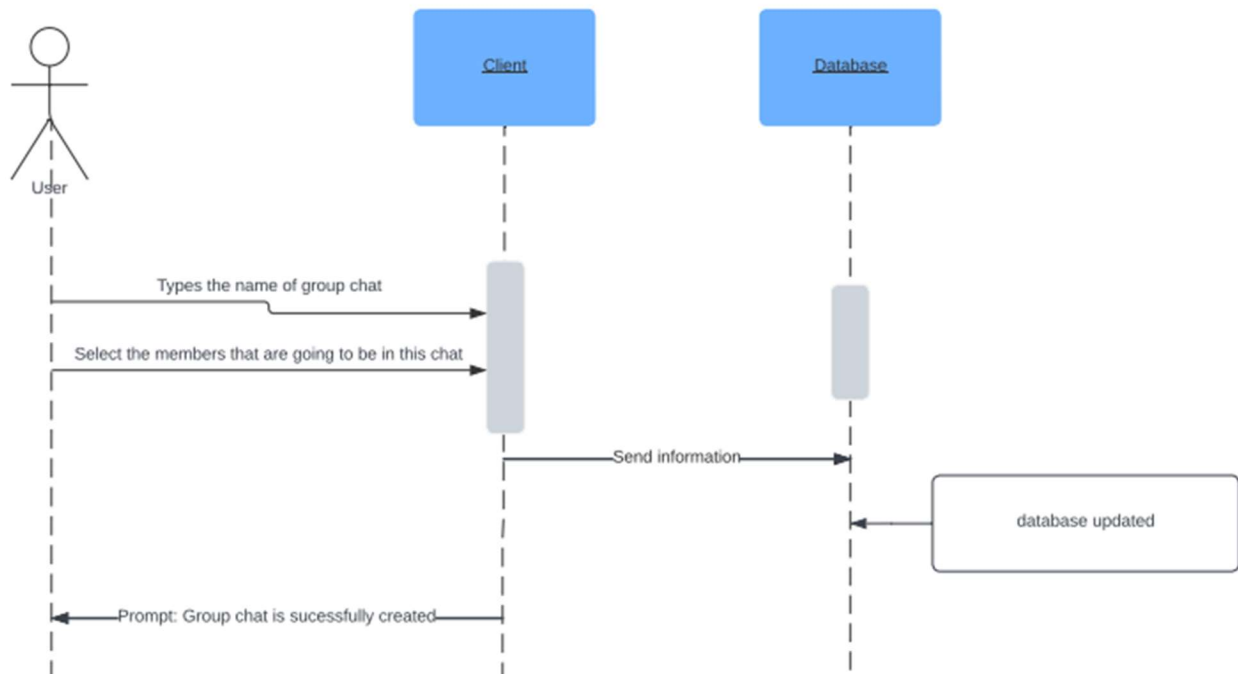 Client
Database
User
Types the name of group chat
Select the members that are going to be in this chat
Send information
database updated
Prompt: Group chat is sucessfully created